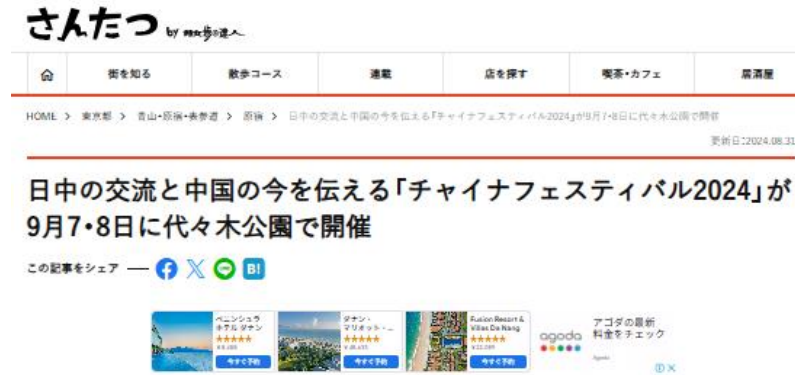 さんたつ by 散歩の達人
街を知る 散歩コース 連載 店を探す 喫茶・カフェ 居酒屋
HOME > 東京都 > 青山・原宿・表参道 > 原宿 > 日中の交流と中国の今を伝える「チャイナフェスティバル2024」が9月7・8日に代々木公園で開催
更新日:2024.08.31
日中の交流と中国の今を伝える「チャイナフェスティバル2024」が
9月7・8日に代々木公園で開催
この記事をシェア
B!
ペニンシュラ
ホテル ダナン
今すぐ予約
ダナン・
マリオット・...
今すぐ予約
Fusion Resort &
Villas Da Nang
今すぐ予約
agoda
アゴダの最新
料金をチェック
Agoda